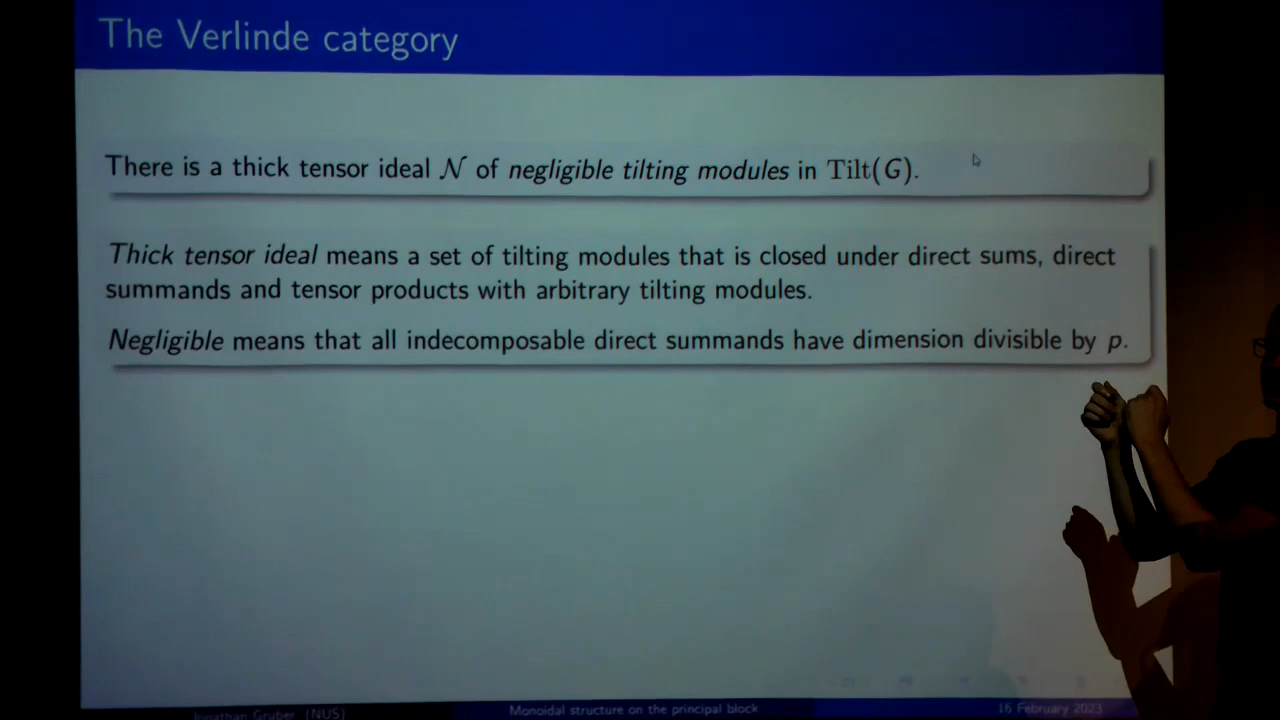 The Verlinde category
There is a thick tensor ideal 𝒩 of negligible tilting modules in Tilt(G).
Thick tensor ideal means a set of tilting modules that is closed under direct sums, direct
summands and tensor products with arbitrary tilting modules.
Negligible means that all indecomposable direct summands have dimension divisible by p.
Jonathan Gruber (NUS)
Monoidal structure on the principal block
16 February 2023